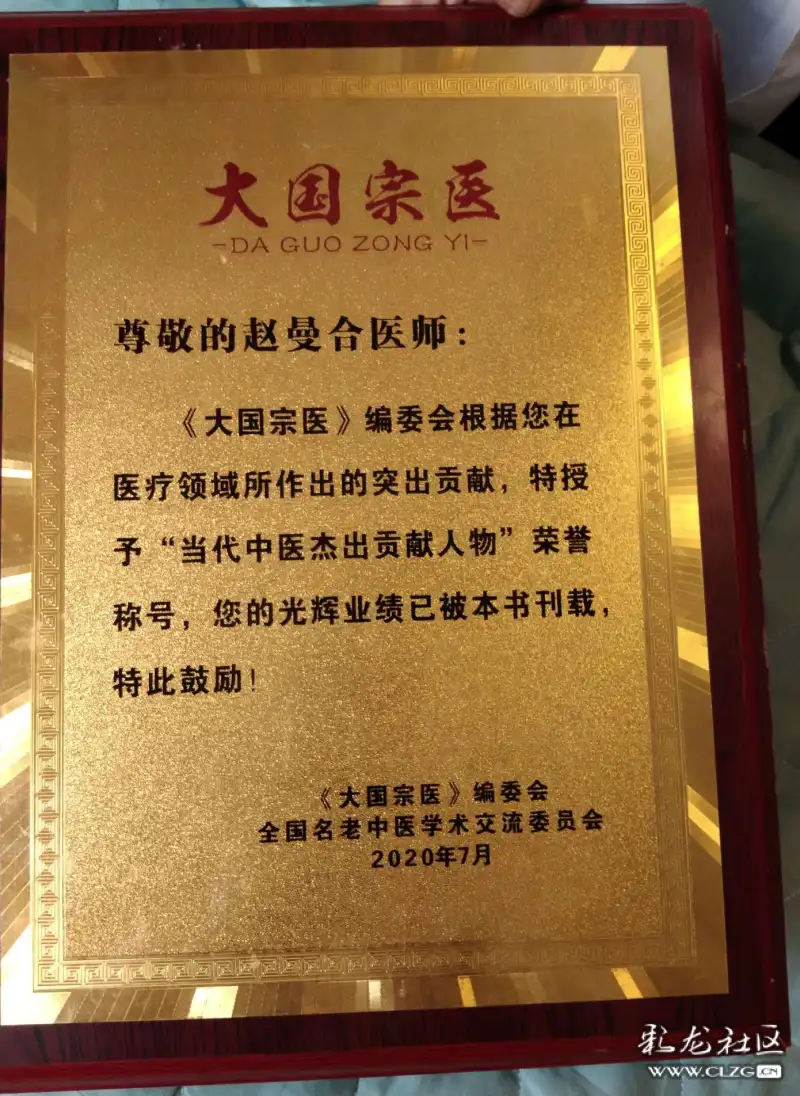 大国宗医
-DA GUO ZONG YI-
尊敬的赵曼合医师：
《大国宗医》编委会根据您在
医疗领域所作出的突出贡献，特授
予“当代中医杰出贡献人物”荣誉
称号，您的光辉业绩已被本书刊载，
特此鼓励！
《大国宗医》编委会
全国名老中医学术交流委员会
2020年7月
彩龙社区
WWW.CLZG.CN